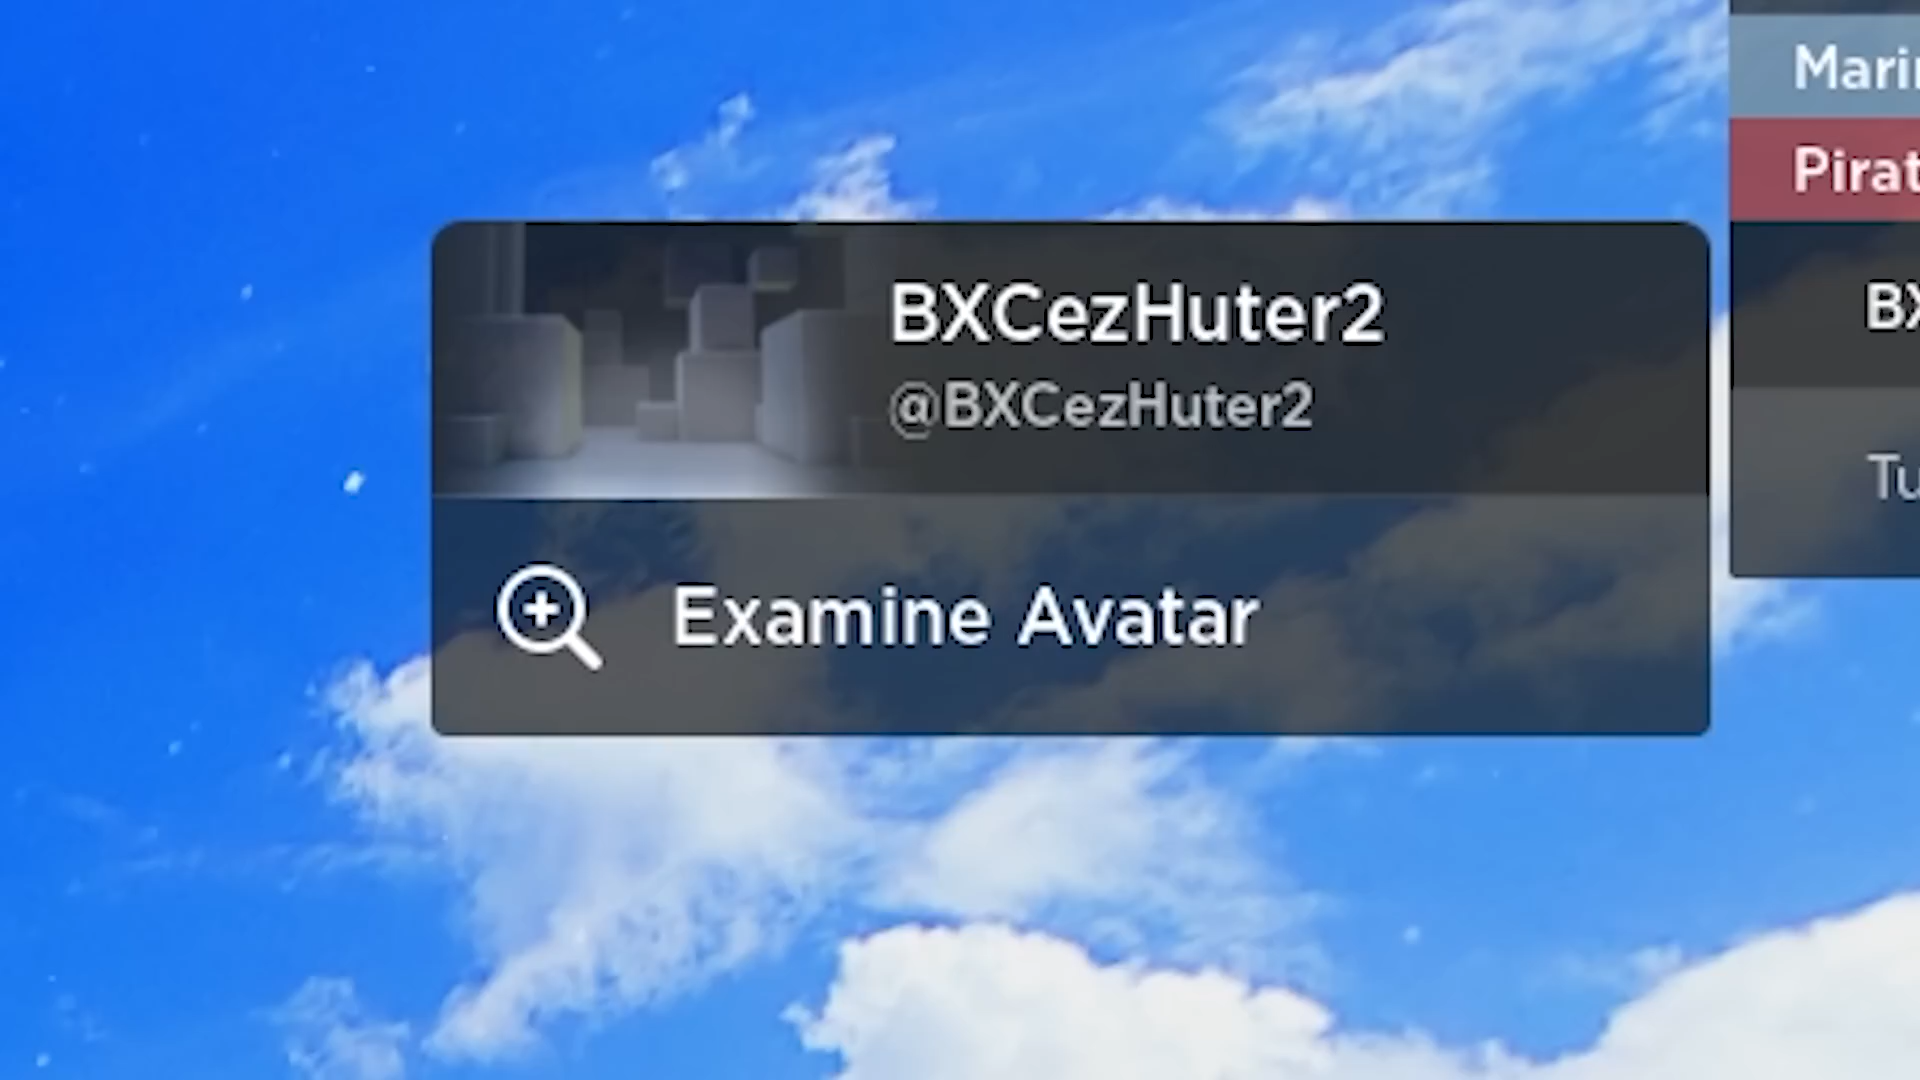 BXCezHuter2
@BXCezHuter2
Examine Avatar
Mari
Pirat
BX
Tu